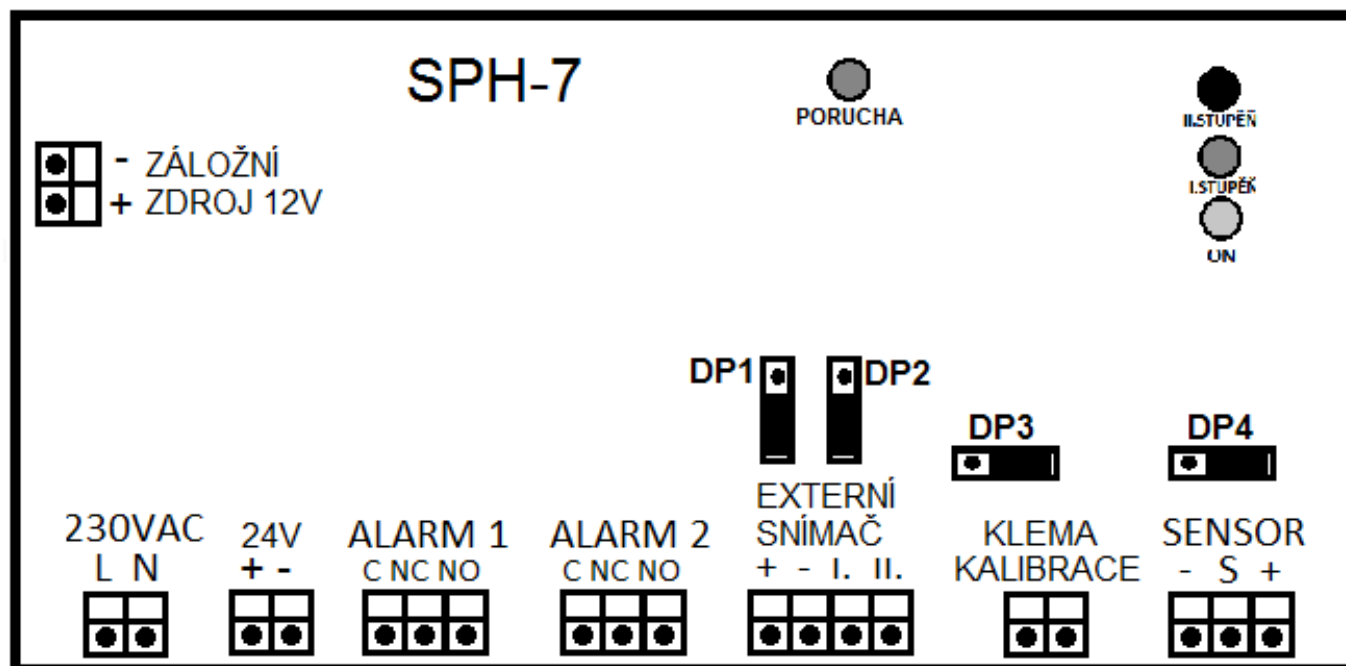 SPH-7
PORUCHA
II.STUPĚŇ
I.STUPĚŇ
ON
- ZÁLOŽNÍ
+ ZDROJ 12V
DP1
DP2
DP3
DP4
230VAC
L N
24V
+ -
ALARM 1
C NC NO
ALARM 2
C NC NO
EXTERNÍ
SNÍMAČ
+ - I. II.
KLEMA
KALIBRACE
SENSOR
- S +